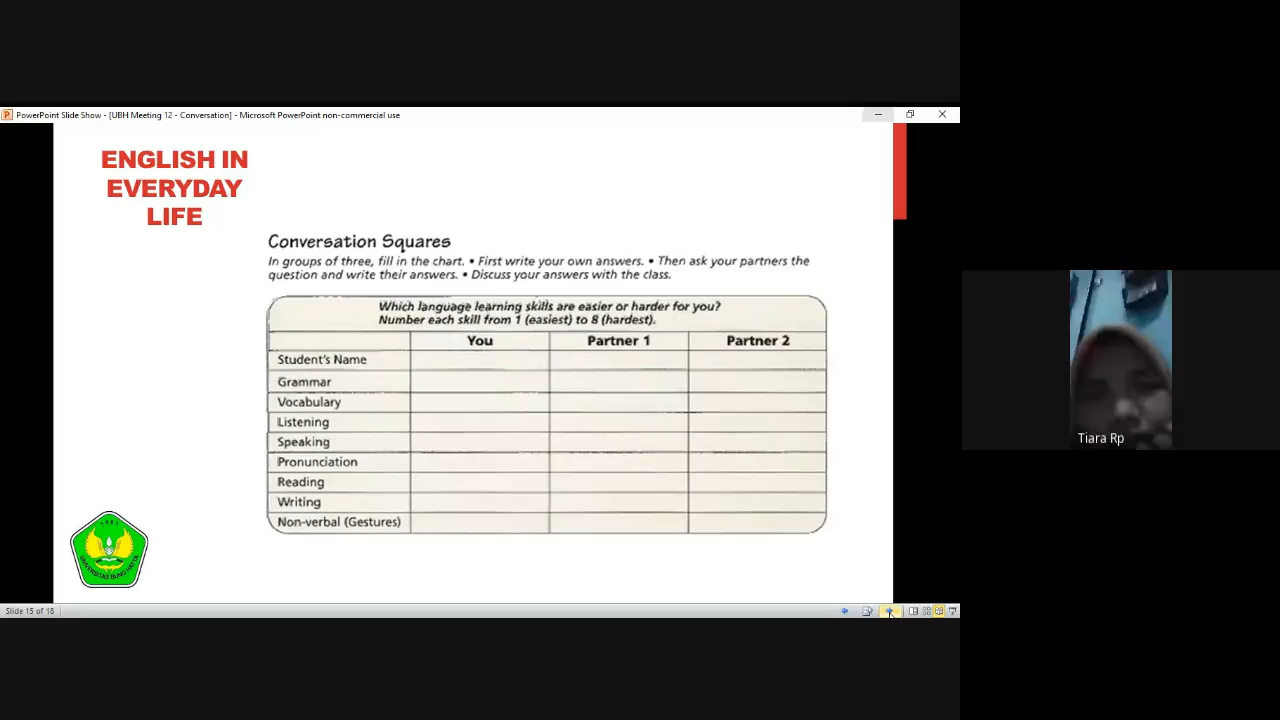 PowerPoint Slide Show - [UBH Meeting 12 - Conversation] - Microsoft PowerPoint non-commercial use
ENGLISH IN
EVERYDAY
LIFE
Conversation Squares
In groups of three, fill in the chart. • First write your own answers. • Then ask your partners the
question and write their answers. • Discuss your answers with the class.
Which language learning skills are easier or harder for you?
Number each skill from 1 (easiest) to 8 (hardest).
You Partner 1 Partner 2
Student's Name
Grammar
Vocabulary
Listening
Speaking
Pronunciation
Reading
Writing
Non-verbal (Gestures)
1981
UNIVERSITAS BUNG HATTA
Slide 15 of 18
Tiara Rp